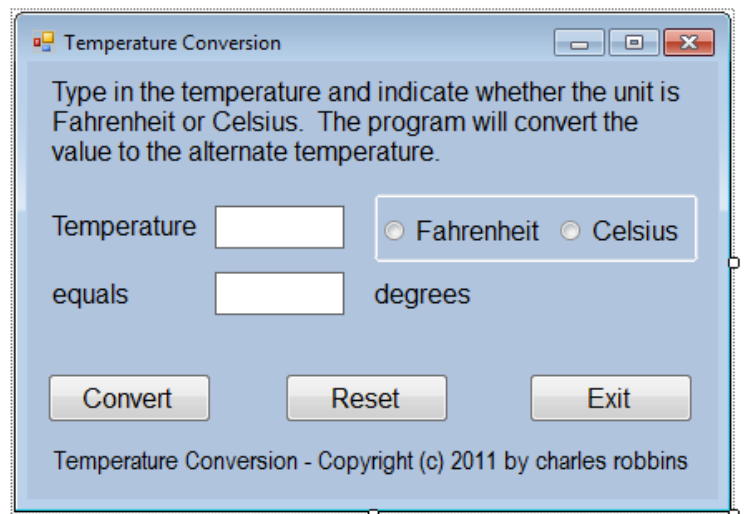 Temperature Conversion
Type in the temperature and indicate whether the unit is
Fahrenheit or Celsius.  The program will convert the
value to the alternate temperature.
Temperature Fahrenheit Celsius
equals degrees
Convert Reset Exit
Temperature Conversion - Copyright (c) 2011 by charles robbins